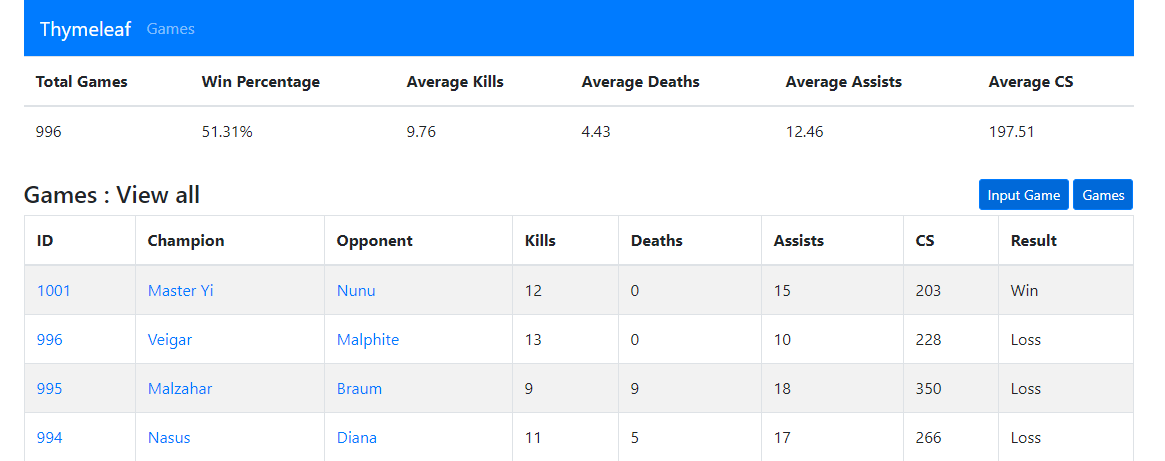 Thymeleaf Games
Total Games Win Percentage Average Kills Average Deaths Average Assists Average CS
996 51.31% 9.76 4.43 12.46 197.51
Games : View all Input Game Games
ID Champion Opponent Kills Deaths Assists CS Result
1001 Master Yi Nunu 12 0 15 203 Win
996 Veigar Malphite 13 0 10 228 Loss
995 Malzahar Braum 9 9 18 350 Loss
994 Nasus Diana 11 5 17 266 Loss